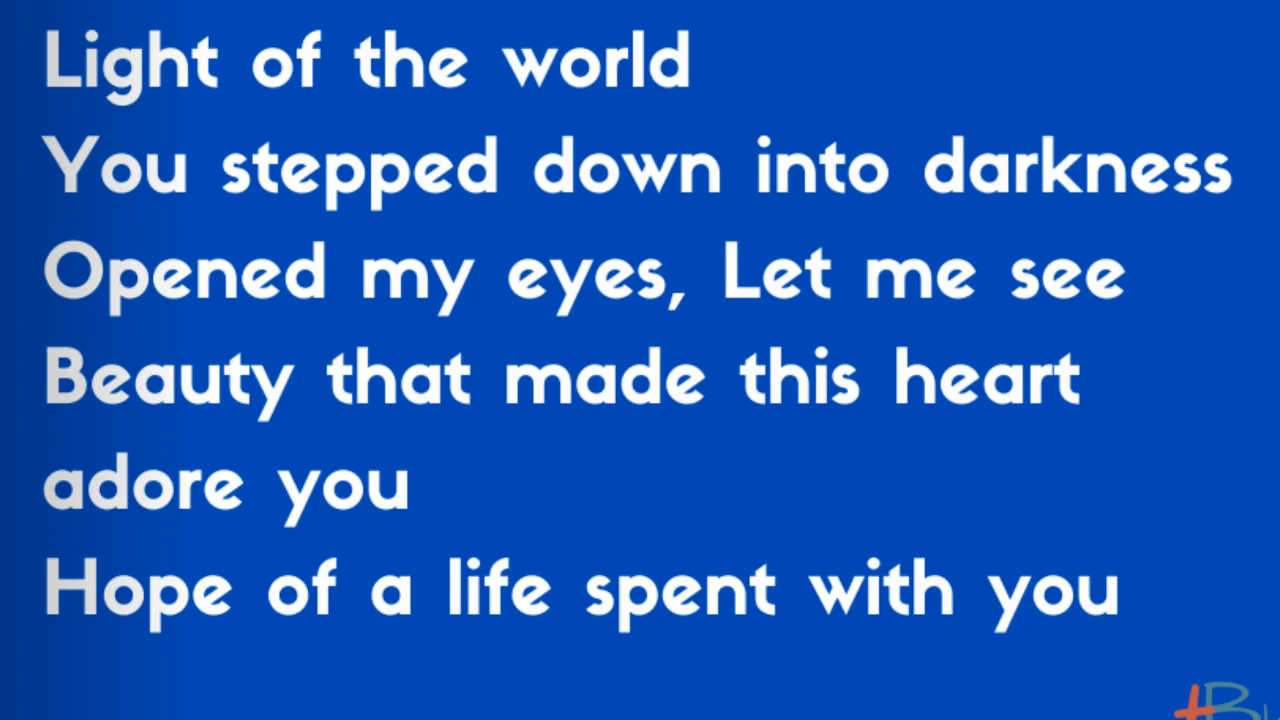 Light of the world
You stepped down into darkness
Opened my eyes, Let me see
Beauty that made this heart
adore you
Hope of a life spent with you